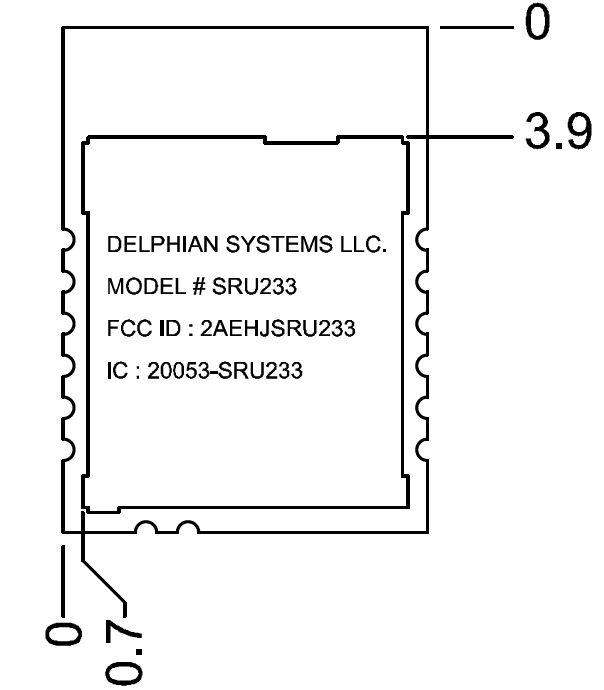 0
3.9
DELPHIAN SYSTEMS LLC.
MODEL # SRU233
FCC ID : 2AEHJSRU233
IC : 20053-SRU233
0
0.7